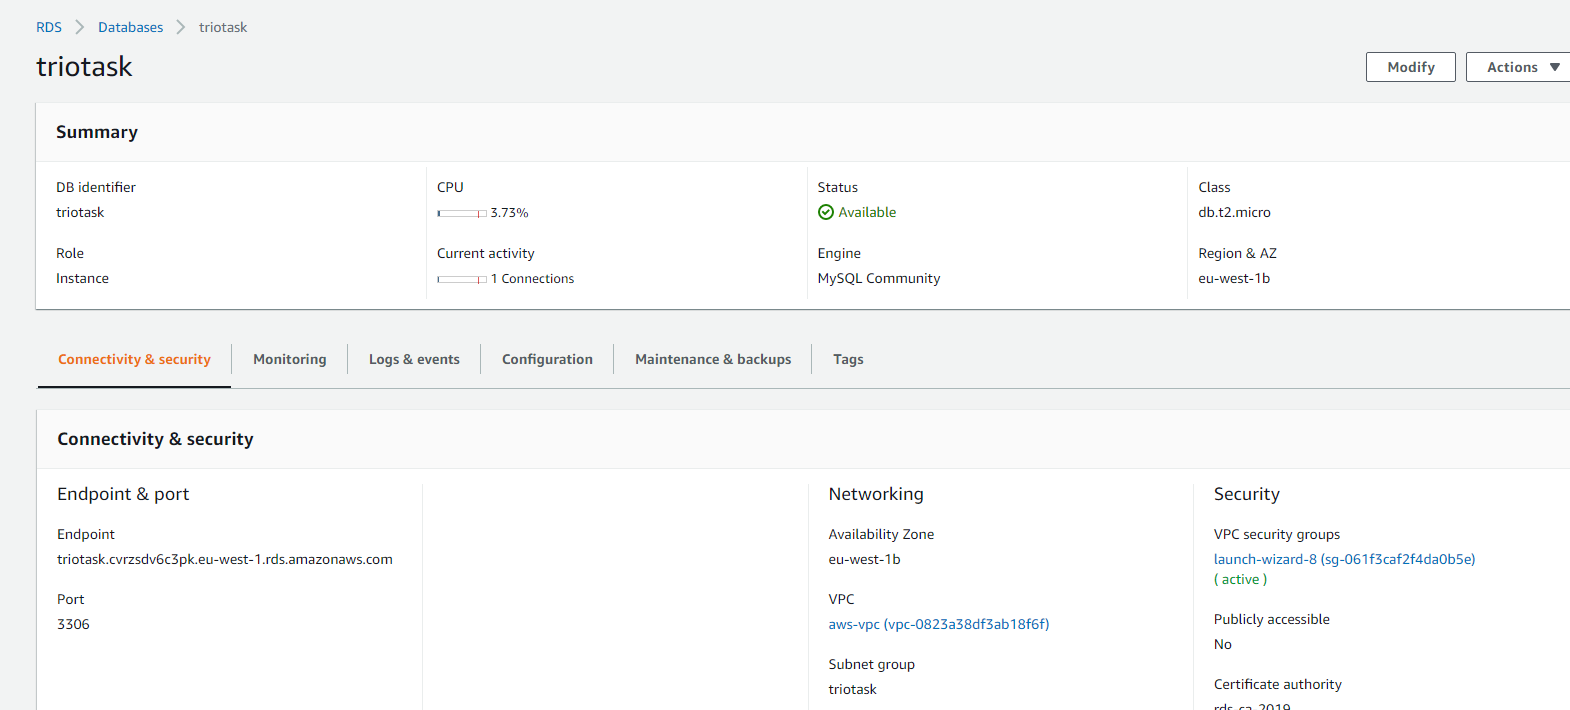 RDS > Databases > triotask
triotask
Modify
Actions
Summary
DB identifier
triotask
CPU
3.73%
Status
Available
Class
db.t2.micro
Role
Instance
Current activity
1 Connections
Engine
MySQL Community
Region & AZ
eu-west-1b
Connectivity & security
Monitoring
Logs & events
Configuration
Maintenance & backups
Tags
Connectivity & security
Endpoint & port
Endpoint
triotask.cvrzsdv6c3pk.eu-west-1.rds.amazonaws.com
Port
3306
Networking
Availability Zone
eu-west-1b
VPC
aws-vpc (vpc-0823a38df3ab18f6f)
Subnet group
triotask
Security
VPC security groups
launch-wizard-8 (sg-061f3caf2f4da0b5e)
( active )
Publicly accessible
No
Certificate authority
rds-ca-2019